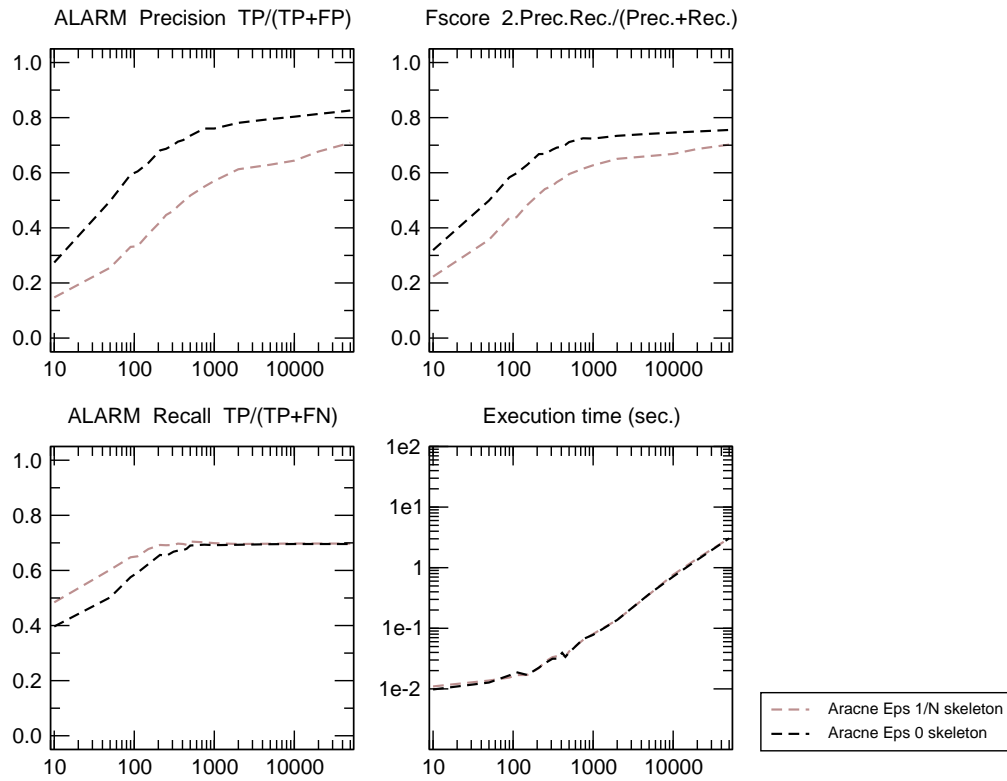 ALARM Precision TP/(TP+FP)
1.0
0.8
0.6
0.4
0.2
0.0
10 100 1000 10000
Fscore 2.Prec.Rec./(Prec.+Rec.)
1.0
0.8
0.6
0.4
0.2
0.0
10 100 1000 10000
ALARM Recall TP/(TP+FN)
1.0
0.8
0.6
0.4
0.2
0.0
10 100 1000 10000
Execution time (sec.)
1e2
1e1
1
1e-1
1e-2
10 100 1000 10000
Aracne Eps 1/N skeleton
Aracne Eps 0 skeleton